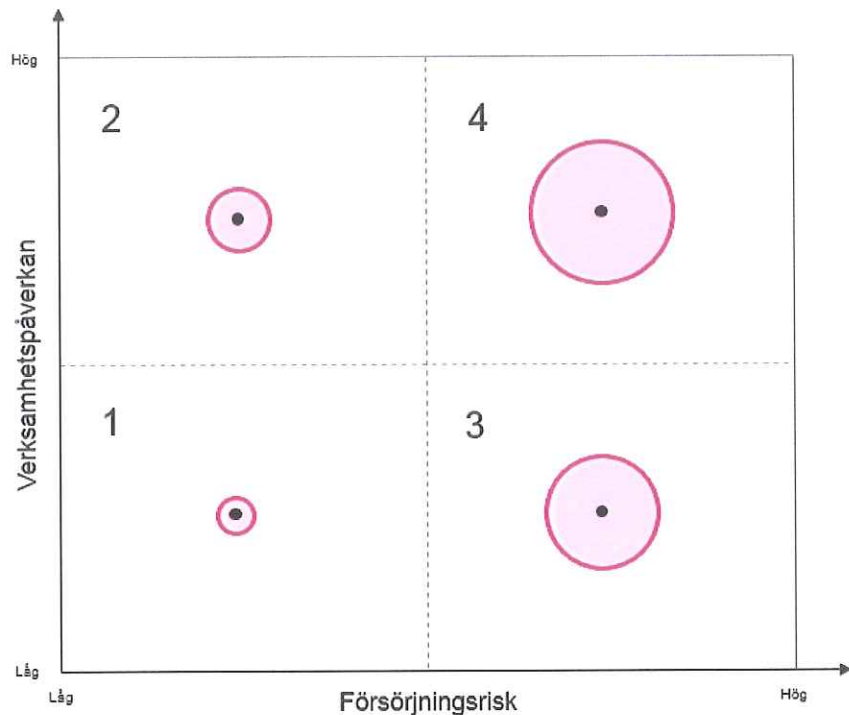 Hög
2
4
Verksamhetspåverkan
1
3
Låg
Låg
Försörjningsrisk
Hög